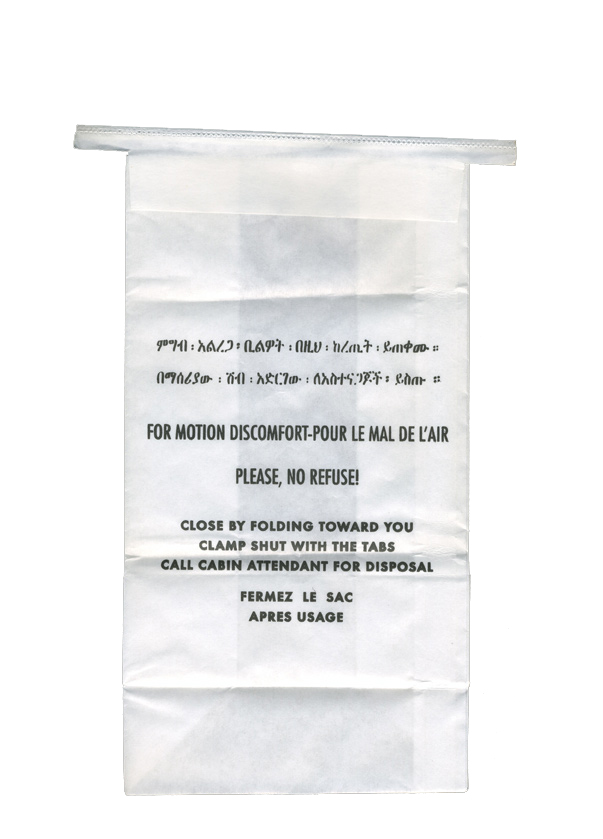 ምግብ ፡ አልረጋ ፡ ቢልዎት ፡ በዚህ ፡ ከረጢት ፡ ይጠቀሙ ።
በማሰሪያው ፡ ሽብ ፡ አድርገው ፡ ለአስተናጋጆች ፡ ይስጡ ።
FOR MOTION DISCOMFORT-POUR LE MAL DE L'AIR
PLEASE, NO REFUSE!
CLOSE BY FOLDING TOWARD YOU
CLAMP SHUT WITH THE TABS
CALL CABIN ATTENDANT FOR DISPOSAL
FERMEZ LE SAC
APRES USAGE